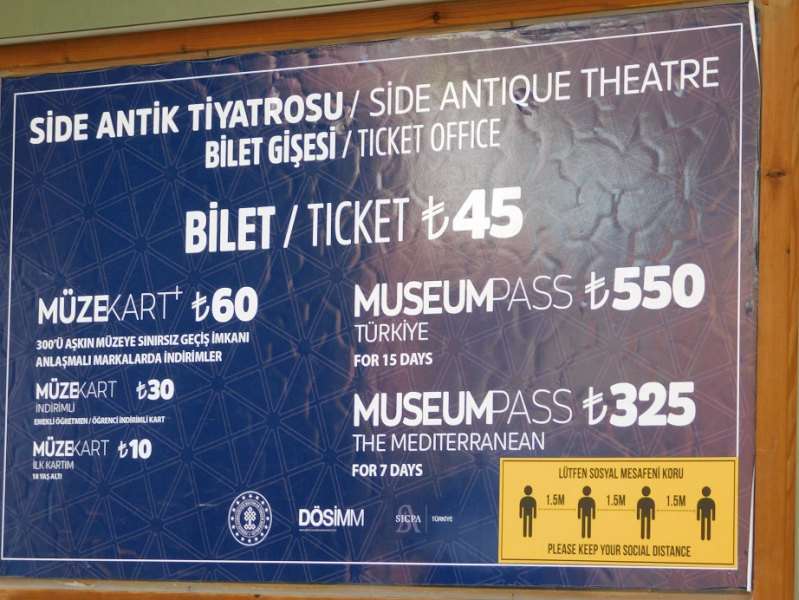 SİDE ANTİK TİYATROSU / SIDE ANTIQUE THEATRE
BİLET GİŞESİ / TICKET OFFICE
BİLET / TICKET ₺45
MÜZEKART+ ₺60
300'Ü AŞKIN MÜZEYE SINIRSIZ GEÇİŞ İMKANI
ANLAŞMALI MARKALARDA İNDİRİMLER
MÜZEKART ₺30
İNDİRİMLİ
EMEKLİ ÖĞRETMEN / ÖĞRENCİ İNDİRİMLİ KART
MÜZEKART ₺10
İLK KARTIM
18 YAŞ ALTI
MUSEUMPASS ₺550
TÜRKİYE
FOR 15 DAYS
MUSEUMPASS ₺325
THE MEDITERRANEAN
FOR 7 DAYS
DÖSİMM
SICPA TÜRKİYE
LÜTFEN SOSYAL MESAFENİ KORU
1.5M 1.5M 1.5M
PLEASE KEEP YOUR SOCIAL DISTANCE